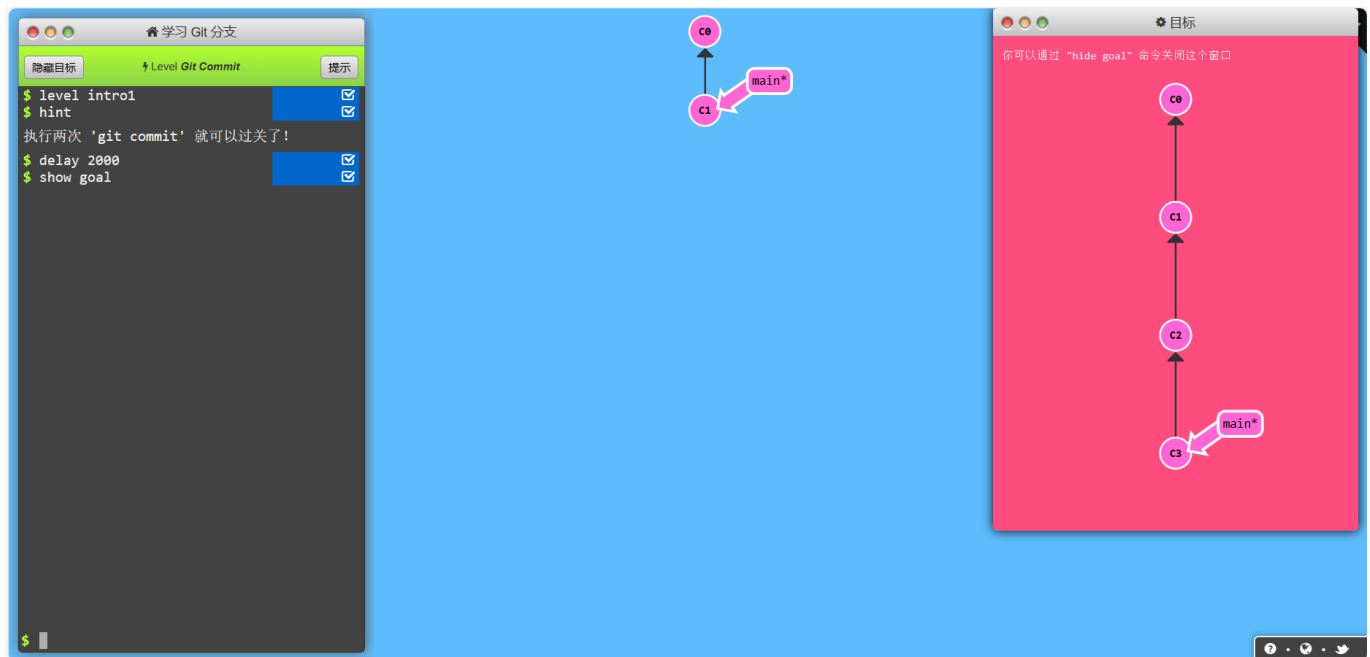 学习 Git 分支
隐藏目标
Level Git Commit
提示
$ level intro1
$ hint
执行两次 'git commit' 就可以过关了!
$ delay 2000
$ show goal
$
C0
main*
C1
目标
你可以通过 "hide goal" 命令关闭这个窗口
C0
C1
C2
main*
C3